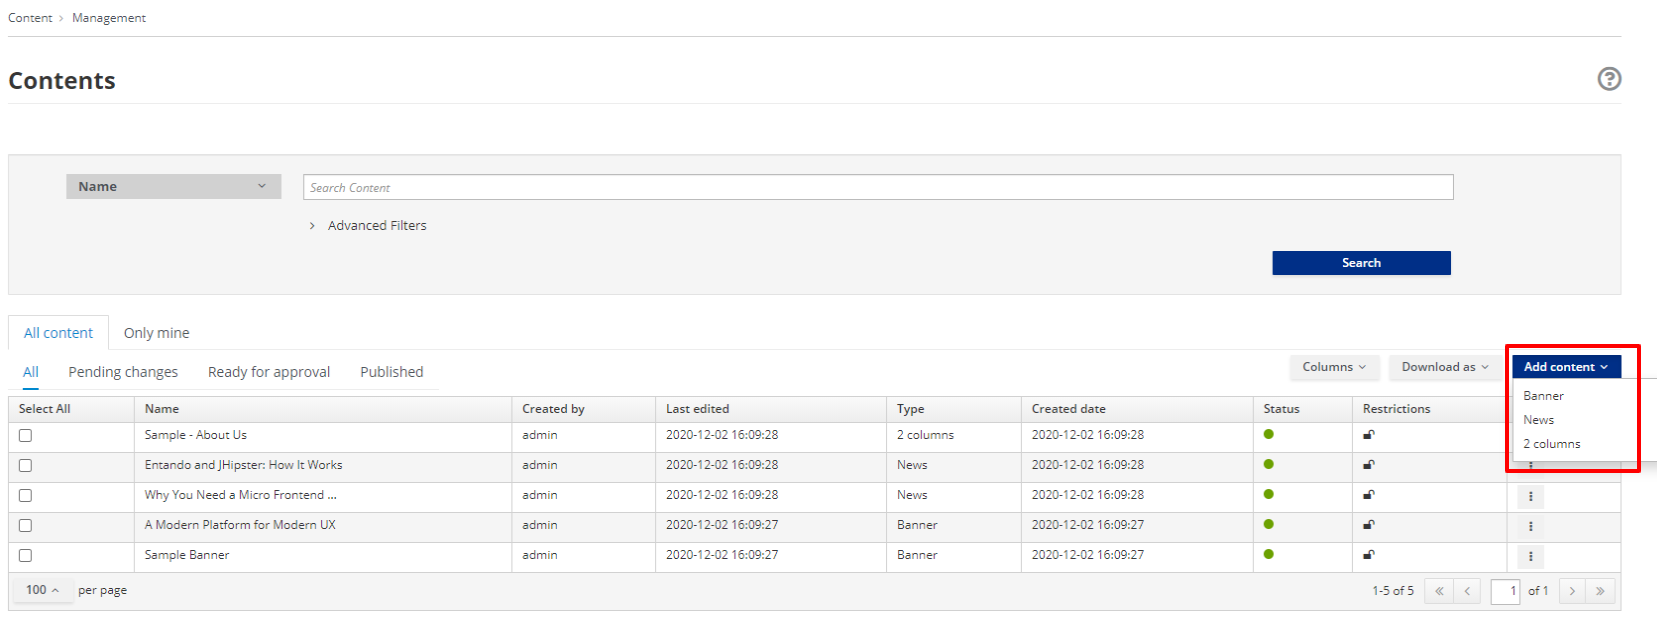 Content > Management
Contents
Name
Search Content
Advanced Filters
Search
All content Only mine
All Pending changes Ready for approval Published Columns Download as Add content
Banner
News
2 columns
Select All Name Created by Last edited Type Created date Status Restrictions
Sample - About Us admin 2020-12-02 16:09:28 2 columns 2020-12-02 16:09:28
Entando and JHipster: How It Works admin 2020-12-02 16:09:28 News 2020-12-02 16:09:28
Why You Need a Micro Frontend ... admin 2020-12-02 16:09:28 News 2020-12-02 16:09:28
A Modern Platform for Modern UX admin 2020-12-02 16:09:27 Banner 2020-12-02 16:09:27
Sample Banner admin 2020-12-02 16:09:27 Banner 2020-12-02 16:09:27
100 per page 1-5 of 5 « < 1 of 1 > »